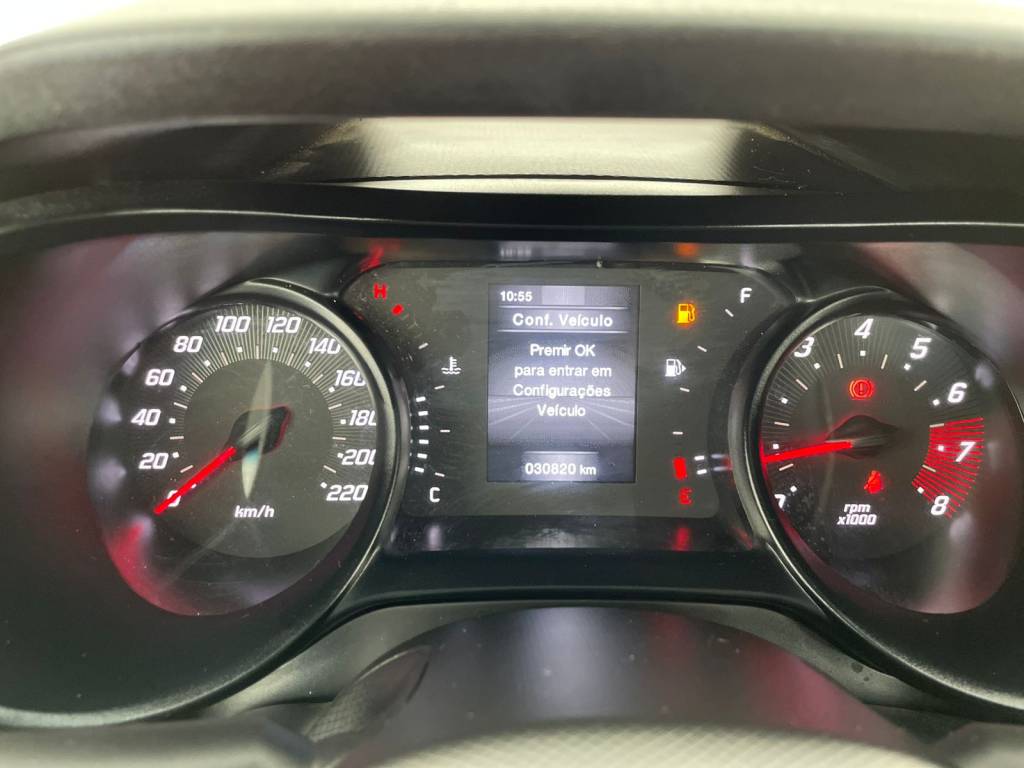 100 120
80 140
60 160
40 180
20 200
0 220
km/h
H
C
10:55
Conf. Veículo
Premir OK
para entrar em
Configurações
Veículo
030820 km
F
E
3 4 5 6 7 8
rpm
x1000